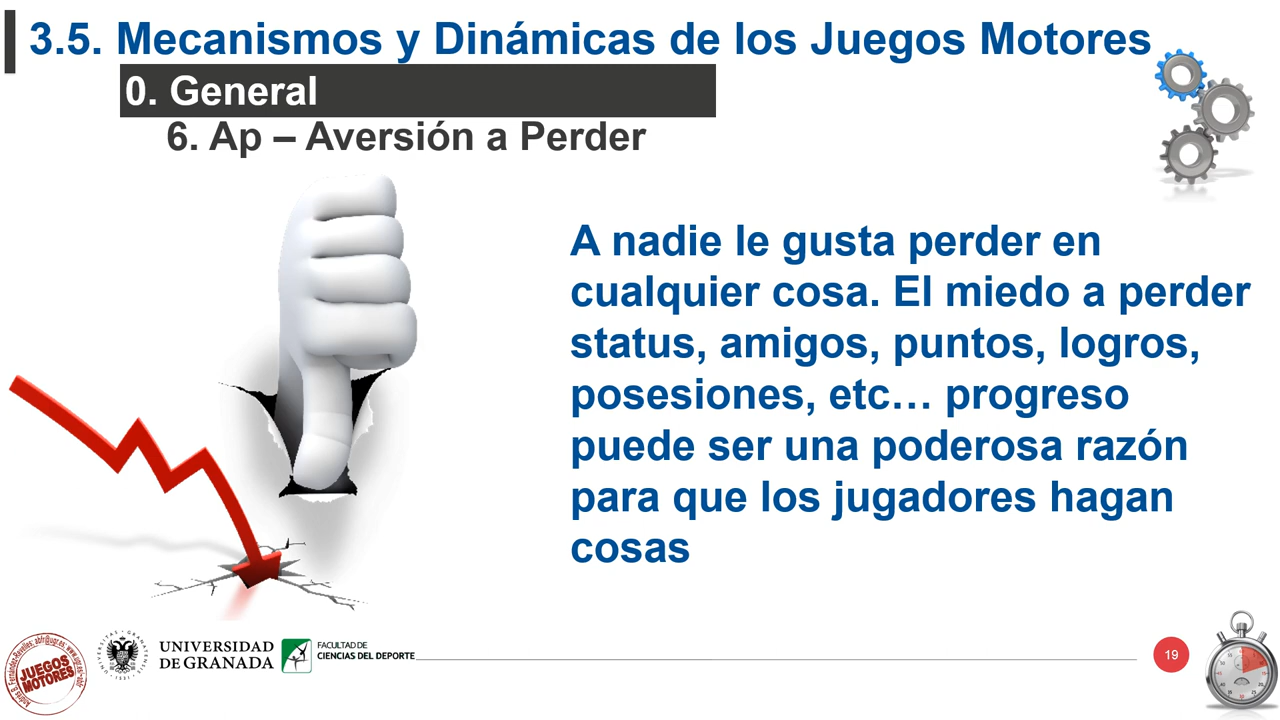 3.5. Mecanismos y Dinámicas de los Juegos Motores
0. General
6. Ap – Aversión a Perder
A nadie le gusta perder en
cualquier cosa. El miedo a perder
status, amigos, puntos, logros,
posesiones, etc… progreso
puede ser una poderosa razón
para que los jugadores hagan
cosas
JUEGOS
MOTORES
UNIVERSIDAD
DE GRANADA
FACULTAD DE
CIENCIAS DEL DEPORTE
19